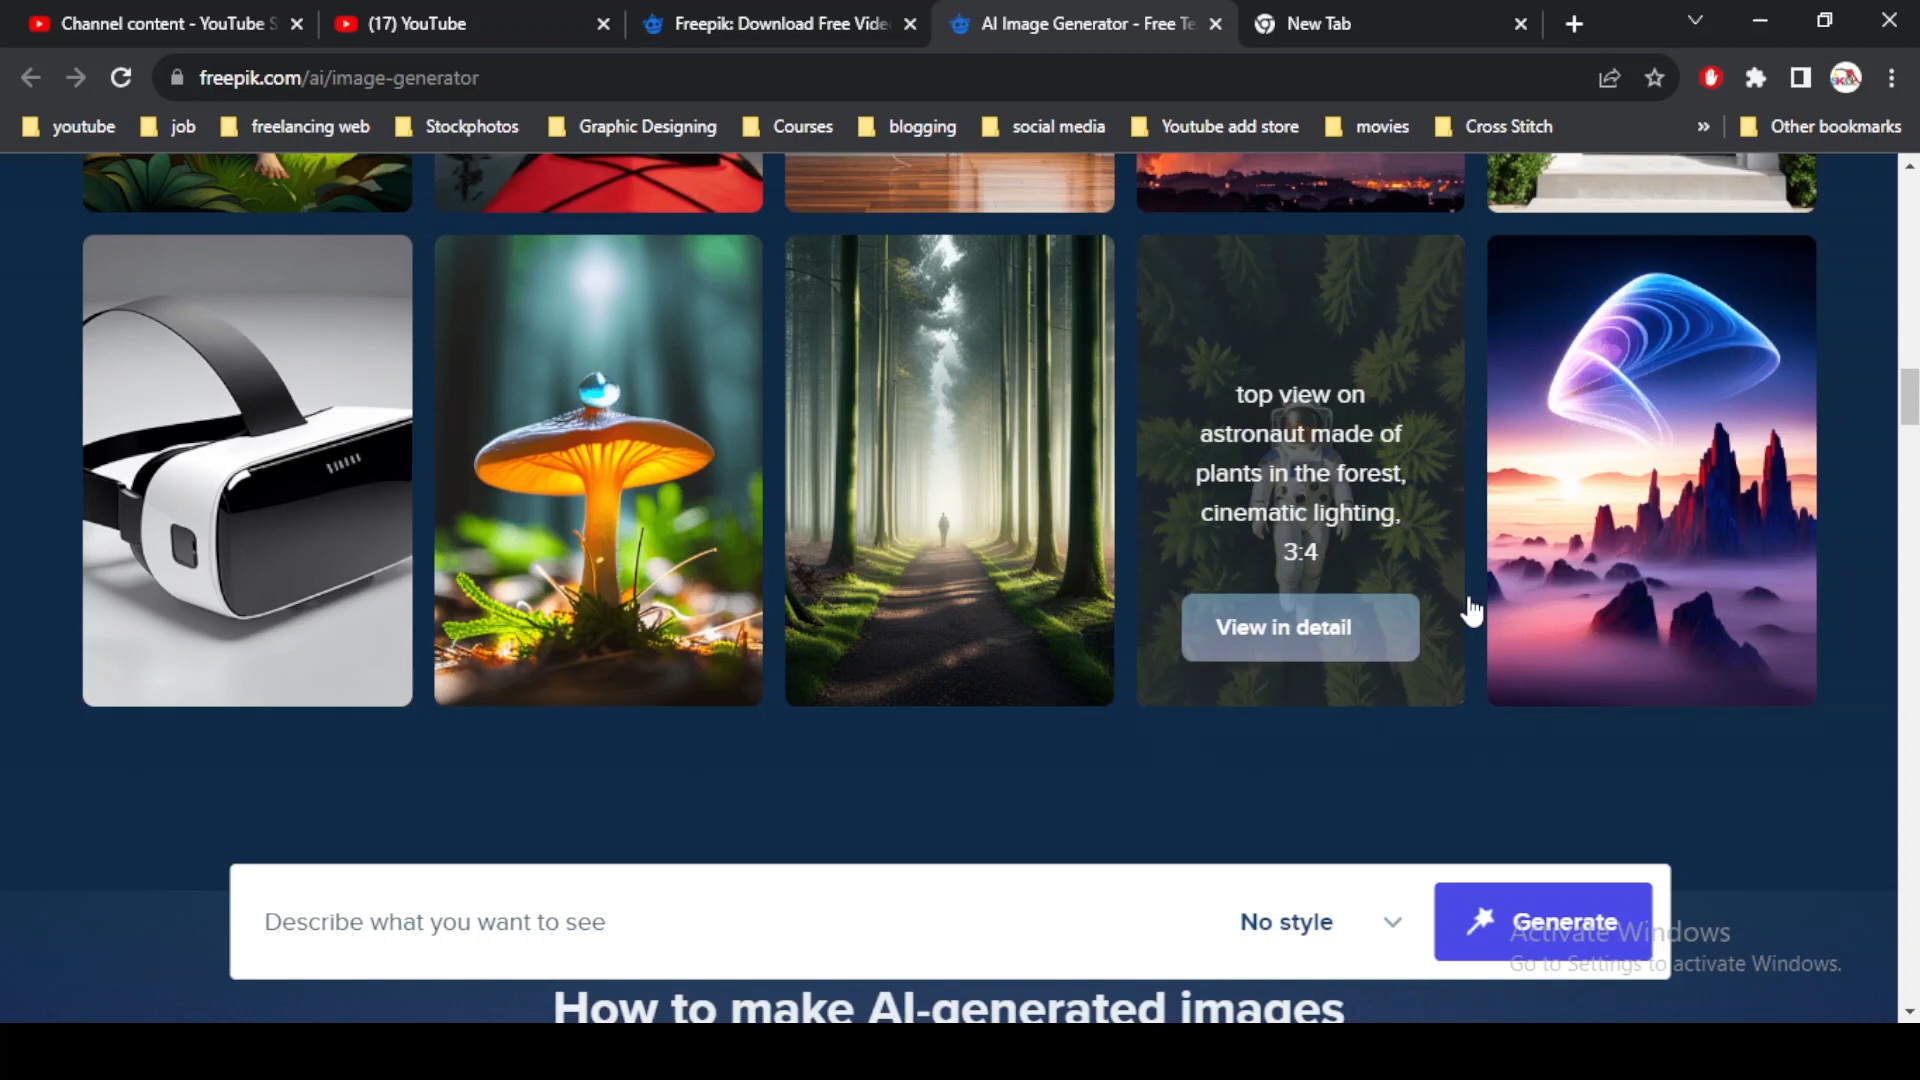 Channel content - YouTube S
(17) YouTube
Freepik: Download Free Vide
AI Image Generator - Free Te
New Tab
freepik.com/ai/image-generator
youtube
job
freelancing web
Stockphotos
Graphic Designing
Courses
blogging
social media
Youtube add store
movies
Cross Stitch
»
Other bookmarks
top view on
astronaut made of
plants in the forest,
cinematic lighting,
3:4
View in detail
Describe what you want to see
No style
Generate
Activate Windows
Go to Settings to activate Windows.
How to make AI-generated images